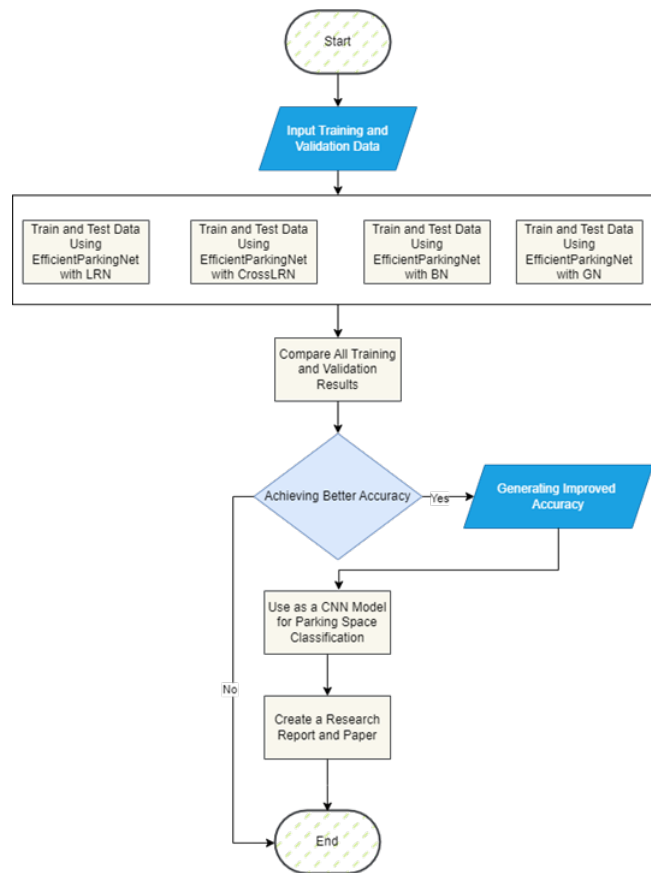 Start
Input Training and
Validation Data
Train and Test Data
Using
EfficientParkingNet
with LRN
Train and Test Data
Using
EfficientParkingNet
with CrossLRN
Train and Test Data
Using
EfficientParkingNet
with BN
Train and Test Data
Using
EfficientParkingNet
with GN
Compare All Training
and Validation
Results
Achieving Better Accuracy
Yes
Generating Improved
Accuracy
Use as a CNN Model
for Parking Space
Classification
No
Create a Research
Report and Paper
End